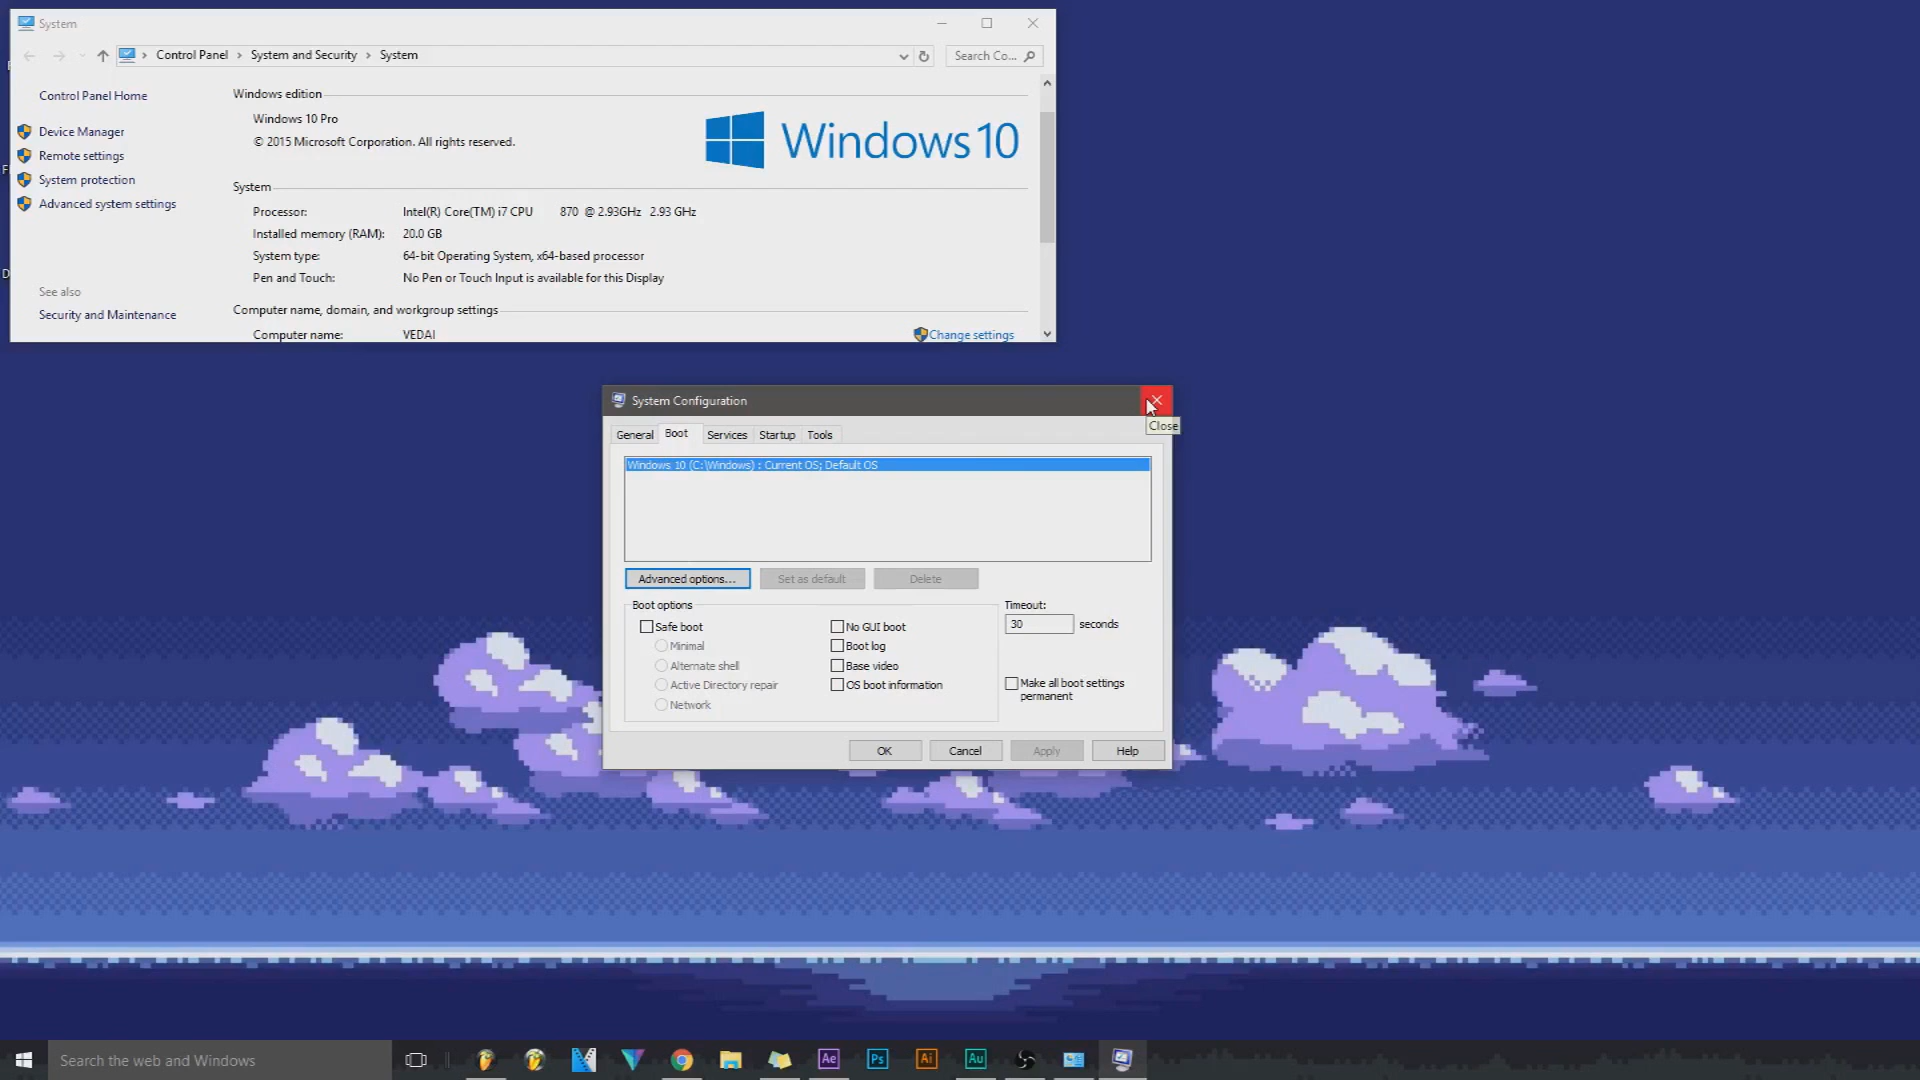 System
Control Panel > System and Security > System
Search Co...
Control Panel Home
Device Manager
Remote settings
System protection
Advanced system settings
See also
Security and Maintenance
Windows edition
Windows 10 Pro
© 2015 Microsoft Corporation. All rights reserved.
Windows 10
System
Processor: Intel(R) Core(TM) i7 CPU 870 @ 2.93GHz 2.93 GHz
Installed memory (RAM): 20.0 GB
System type: 64-bit Operating System, x64-based processor
Pen and Touch: No Pen or Touch Input is available for this Display
Computer name, domain, and workgroup settings
Computer name: VEDAI
Change settings
System Configuration
Close
General Boot Services Startup Tools
Windows 10 (C:\Windows) : Current OS; Default OS
Advanced options... Set as default Delete
Boot options
Safe boot
Minimal
Alternate shell
Active Directory repair
Network
No GUI boot
Boot log
Base video
OS boot information
Timeout:
30 seconds
Make all boot settings
permanent
OK Cancel Apply Help
Search the web and Windows
Ae Ps Ai Au